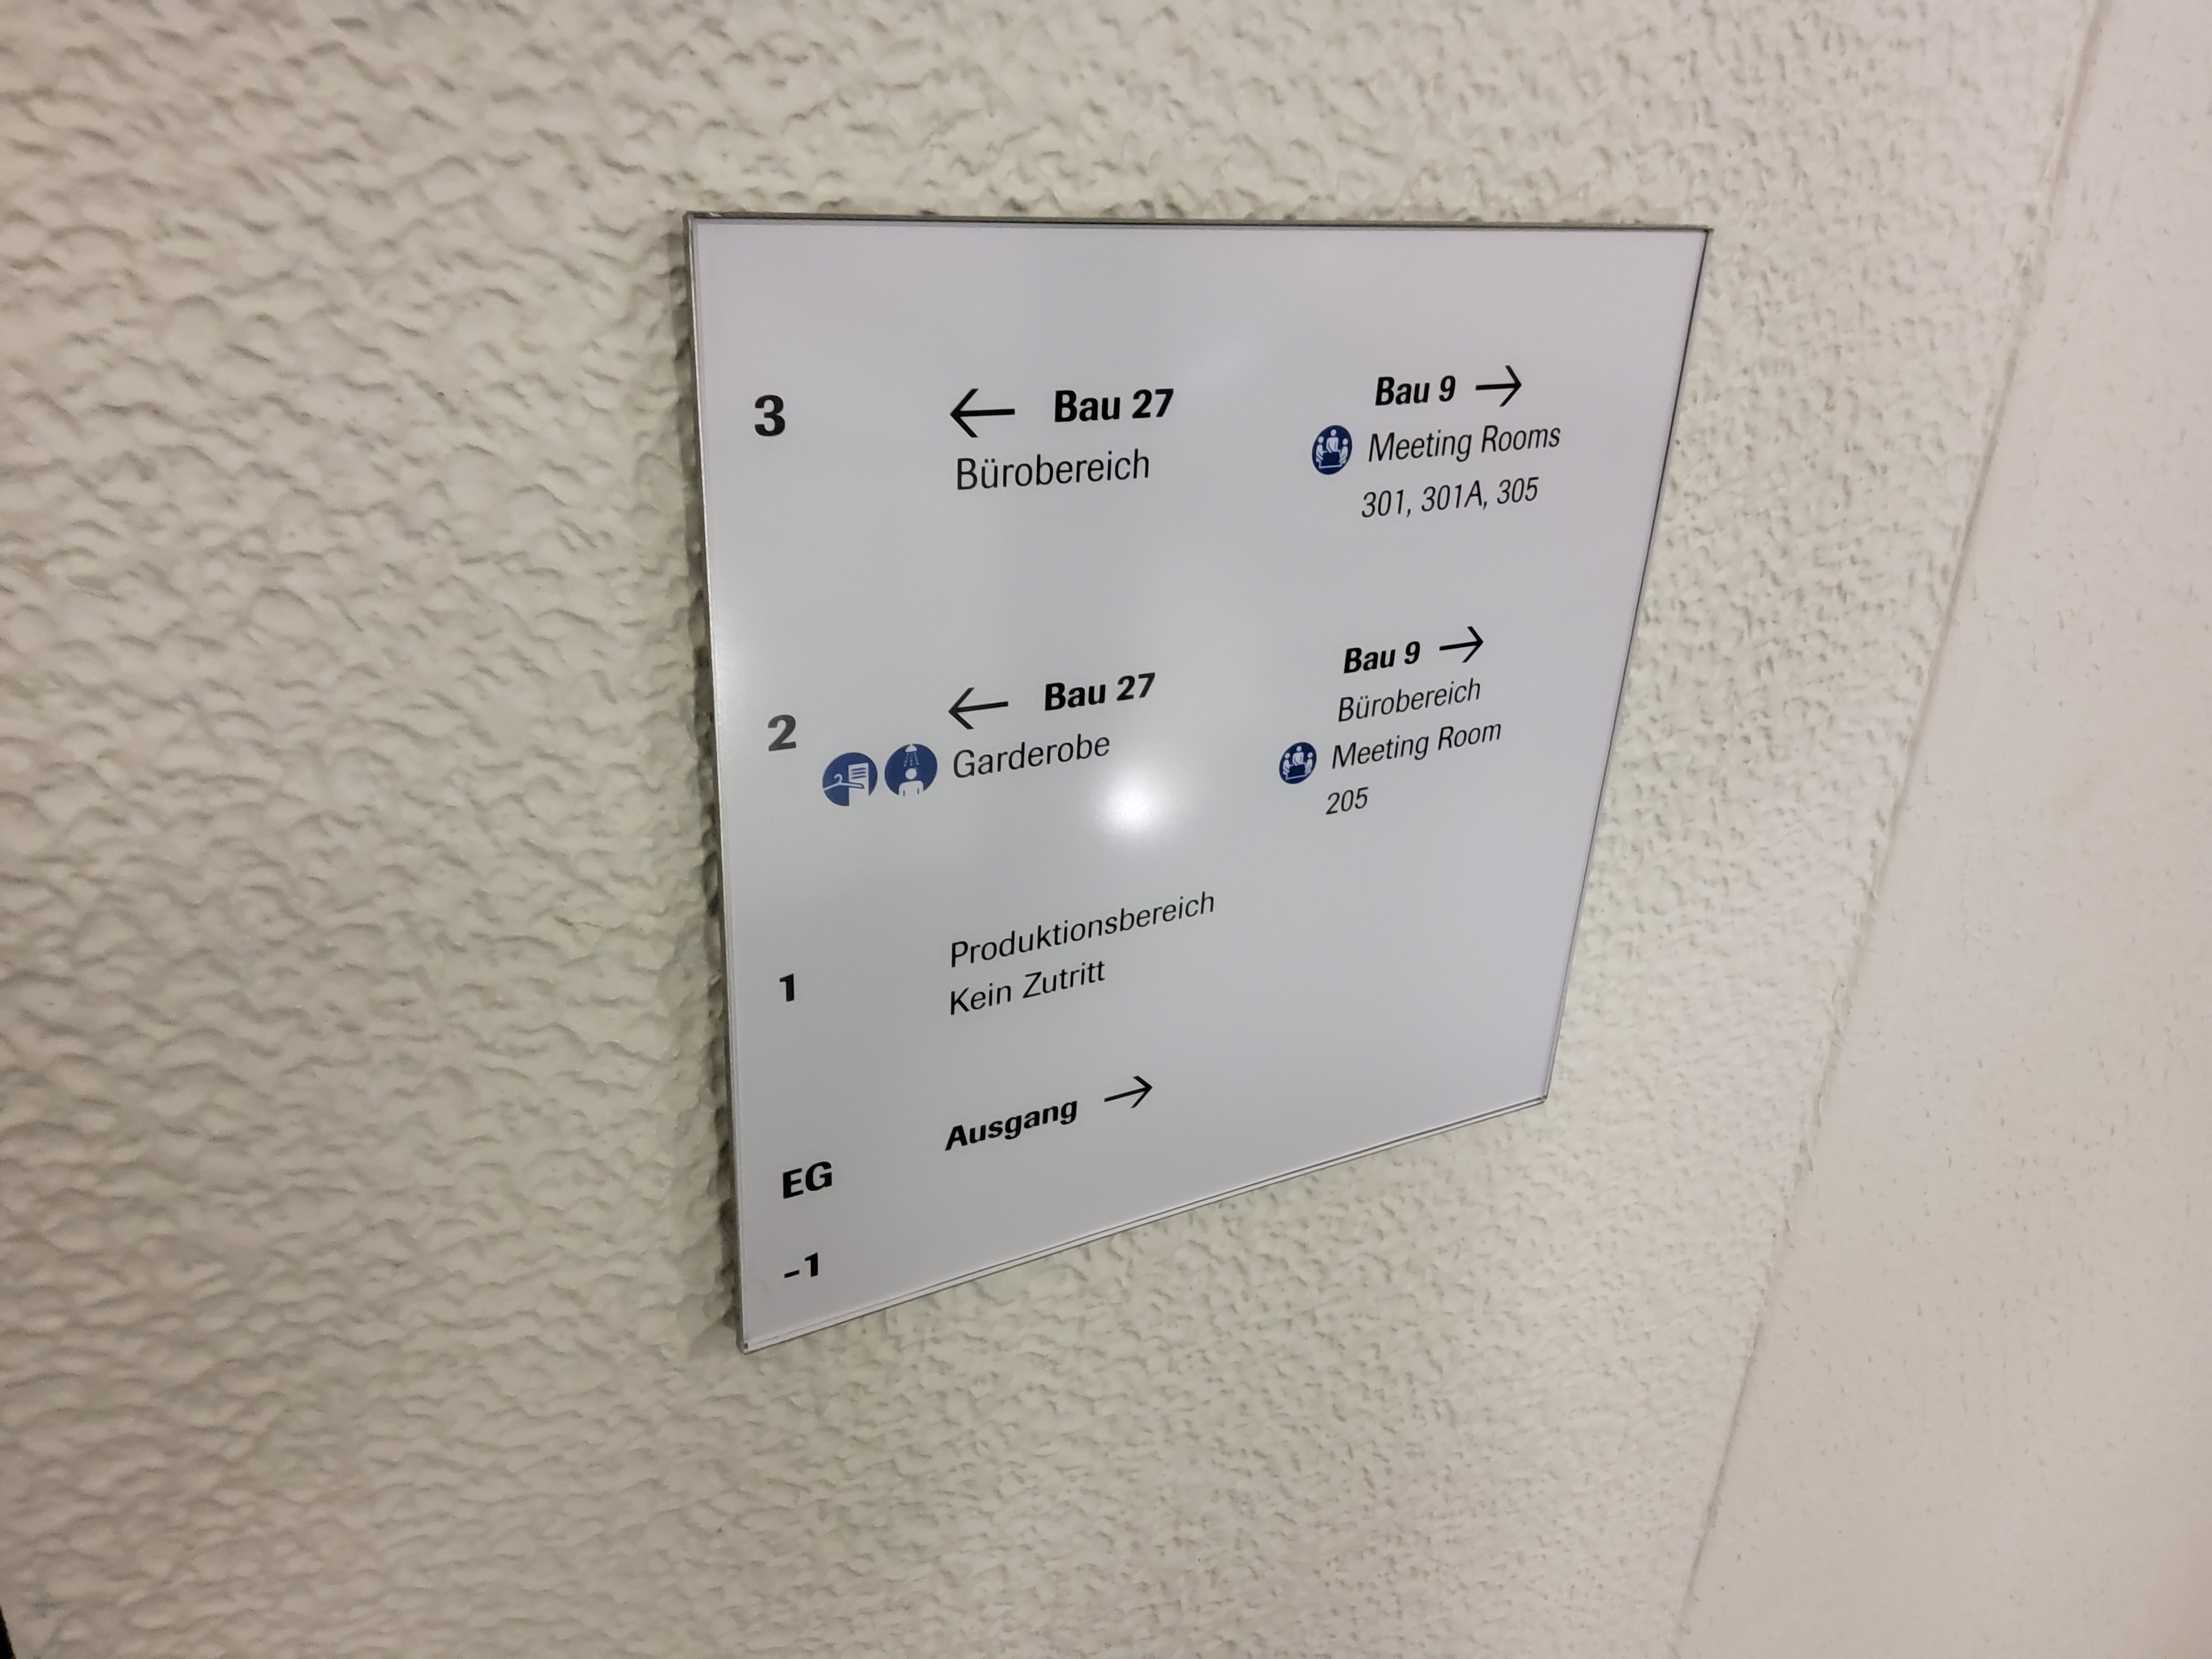 3
← Bau 27
Bürobereich
Bau 9 →
Meeting Rooms
301, 301A, 305
2
← Bau 27
Garderobe
Bau 9 →
Bürobereich
Meeting Room
205
1
Produktionsbereich
Kein Zutritt
EG
Ausgang →
-1